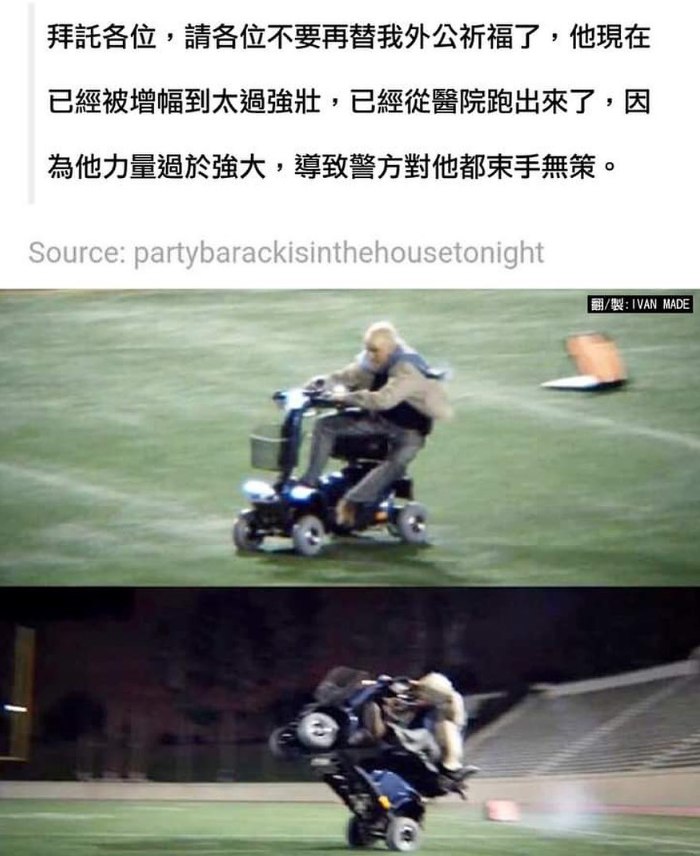 拜託各位，請各位不要再替我外公祈福了，他現在
已經被增幅到太過強壯，已經從醫院跑出來了，因
為他力量過於強大，導致警方對他都束手無策。
Source: partybarackisinthehousetonight
翻/製:IVAN MADE